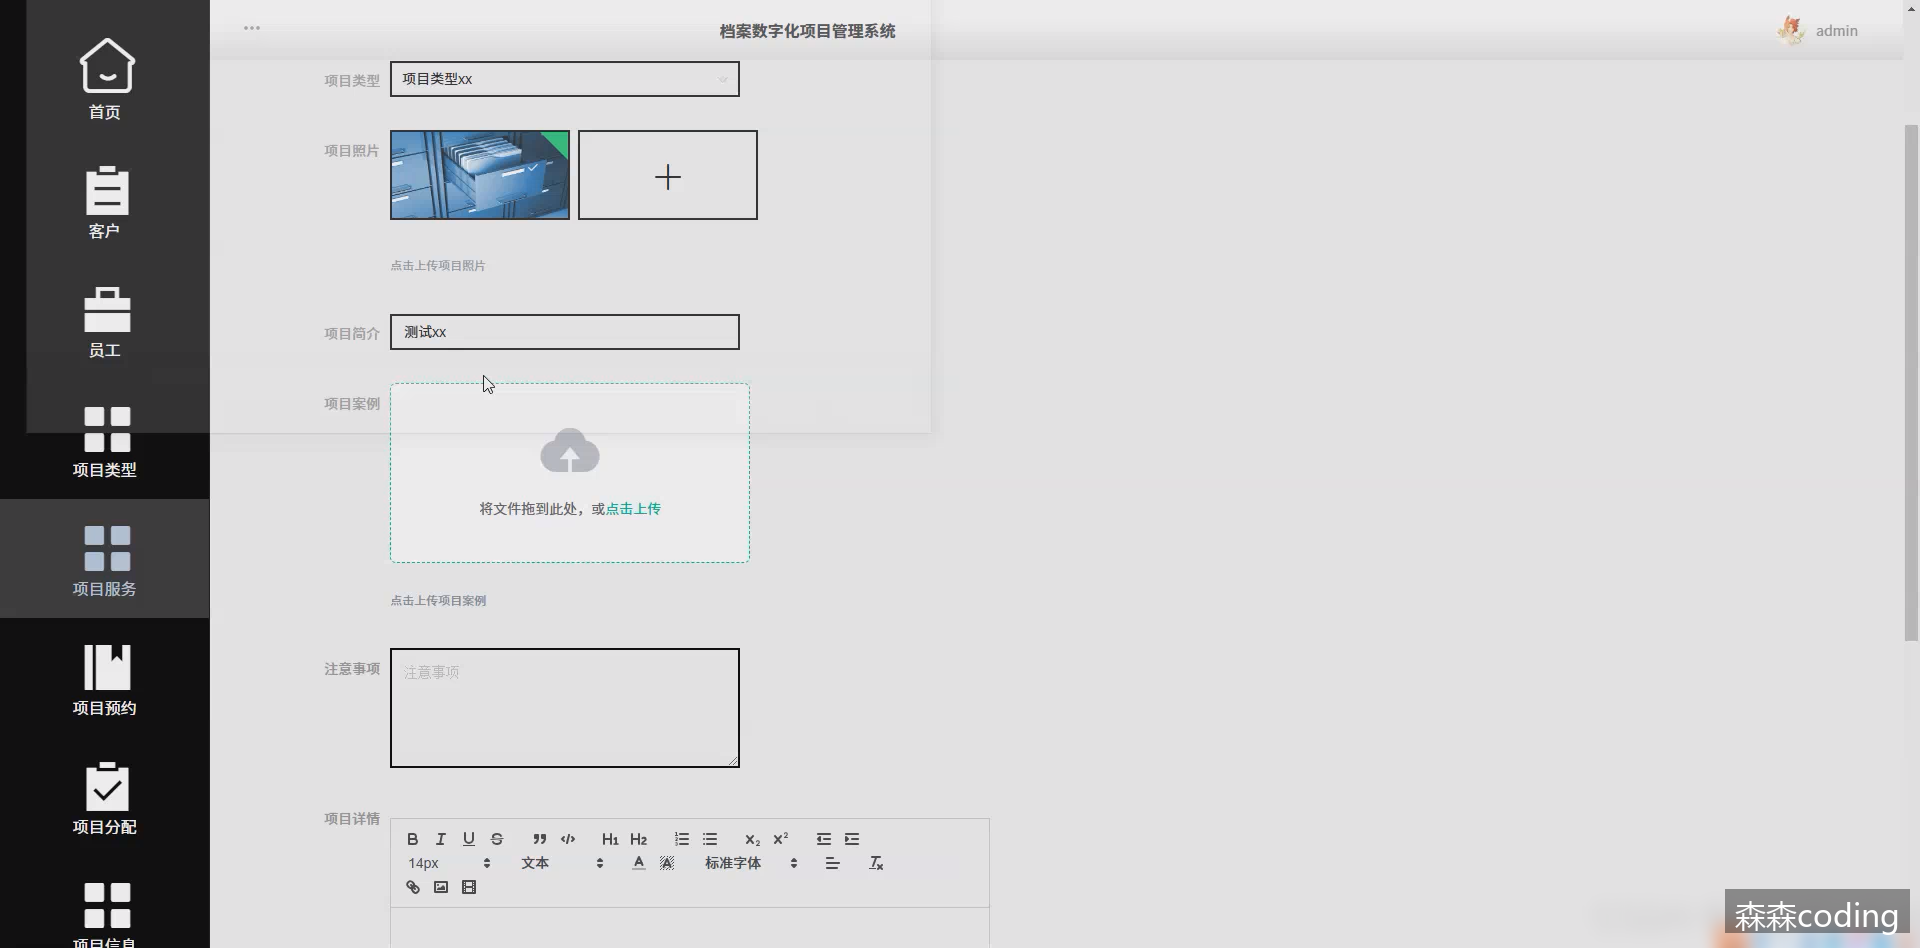 档案数字化项目管理系统
admin
首页
客户
员工
项目类型
项目服务
项目预约
项目分配
项目信息
项目类型
项目类型xx
项目照片
点击上传项目照片
项目简介
测试xx
项目案例
将文件拖到此处，或点击上传
点击上传项目案例
注意事项
注意事项
项目详情
B I U S H1 H2 X2 X2
14px 文本 A A 标准字体 Tx
森森coding